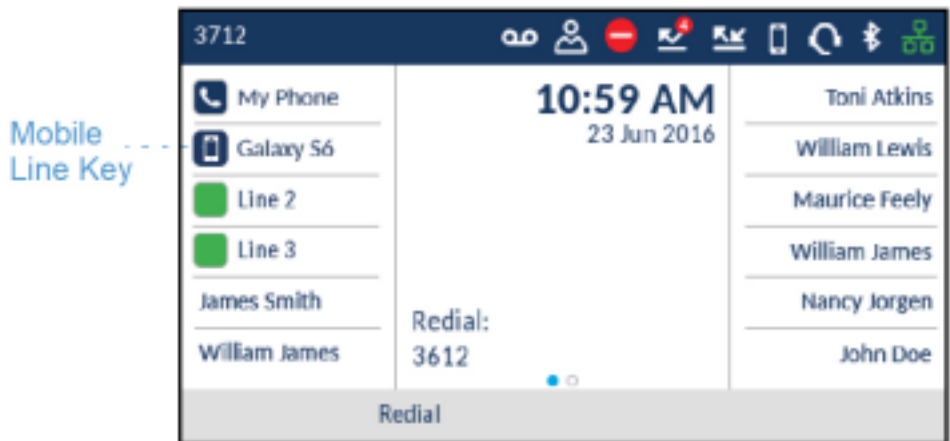 Mobile
Line Key
3712
4
My Phone
Galaxy S6
Line 2
Line 3
James Smith
William James
10:59 AM
23 Jun 2016
Redial:
3612
Toni Atkins
William Lewis
Maurice Feely
William James
Nancy Jorgen
John Doe
Redial